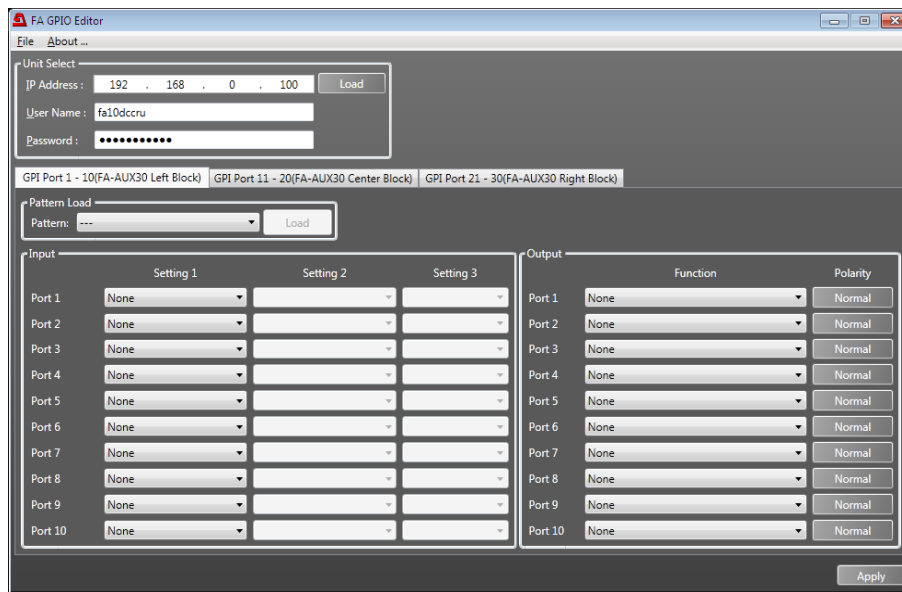 FA GPIO Editor
File About ...
Unit Select
IP Address : 192 . 168 . 0 . 100 Load
User Name : fa10dccru
Password : ●●●●●●●●●●●
GPI Port 1 - 10(FA-AUX30 Left Block) GPI Port 11 - 20(FA-AUX30 Center Block) GPI Port 21 - 30(FA-AUX30 Right Block)
Pattern Load
Pattern: --- Load
Input Output
Setting 1 Setting 2 Setting 3 Function Polarity
Port 1 None Port 1 None Normal
Port 2 None Port 2 None Normal
Port 3 None Port 3 None Normal
Port 4 None Port 4 None Normal
Port 5 None Port 5 None Normal
Port 6 None Port 6 None Normal
Port 7 None Port 7 None Normal
Port 8 None Port 8 None Normal
Port 9 None Port 9 None Normal
Port 10 None Port 10 None Normal
Apply